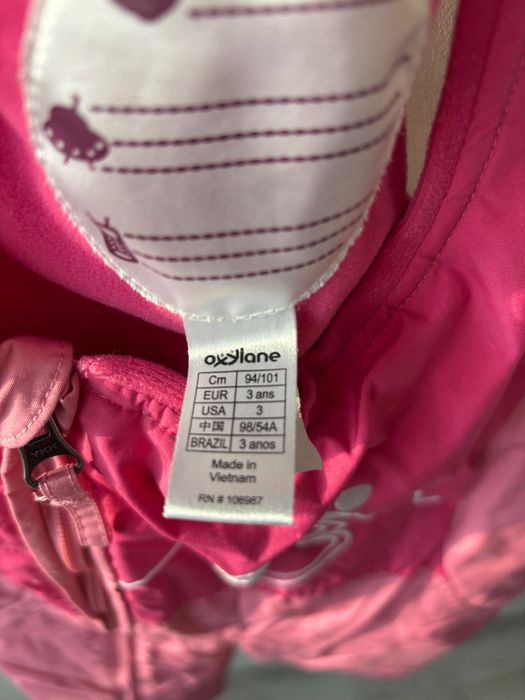 oxylane
Cm 94/101
EUR 3 ans
USA 3
中国 98/54A
BRAZIL 3 anos
Made in
Vietnam
RN # 106987
YKK